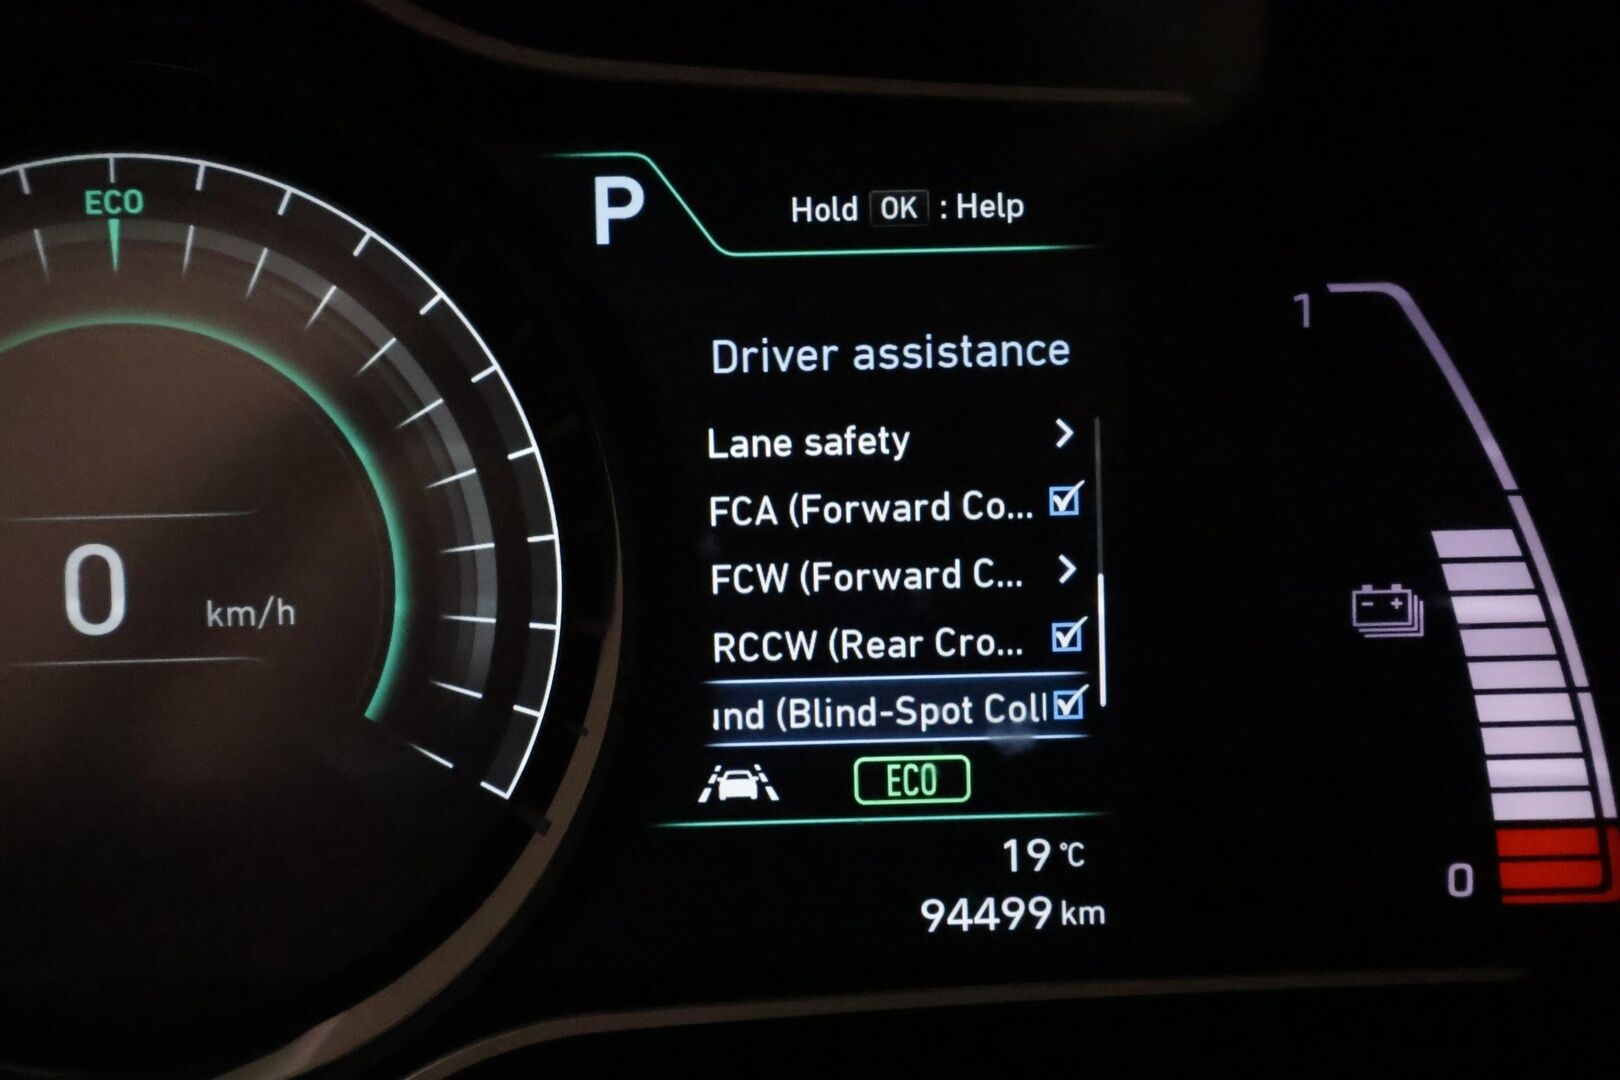 ECO
P
Hold OK : Help
1
Driver assistance
Lane safety
FCA (Forward Co...
FCW (Forward C...
0 km/h
- +
RCCW (Rear Cro...
ınd (Blind-Spot Coll
ECO
19 °C
0
94499 km